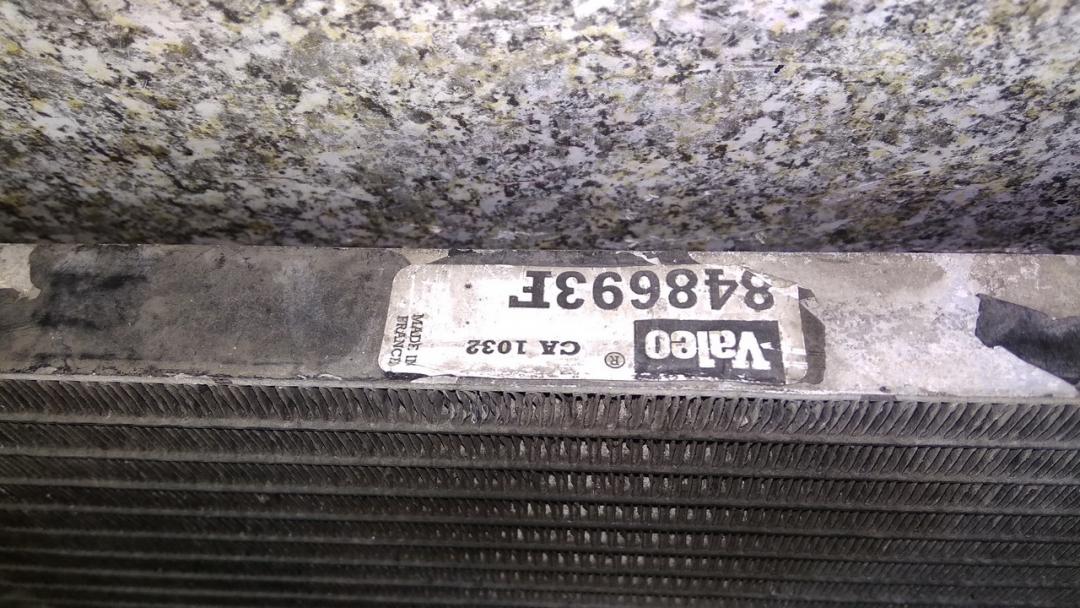 848693F
Valeo ®
CA 1032
MADE IN
FRANCE